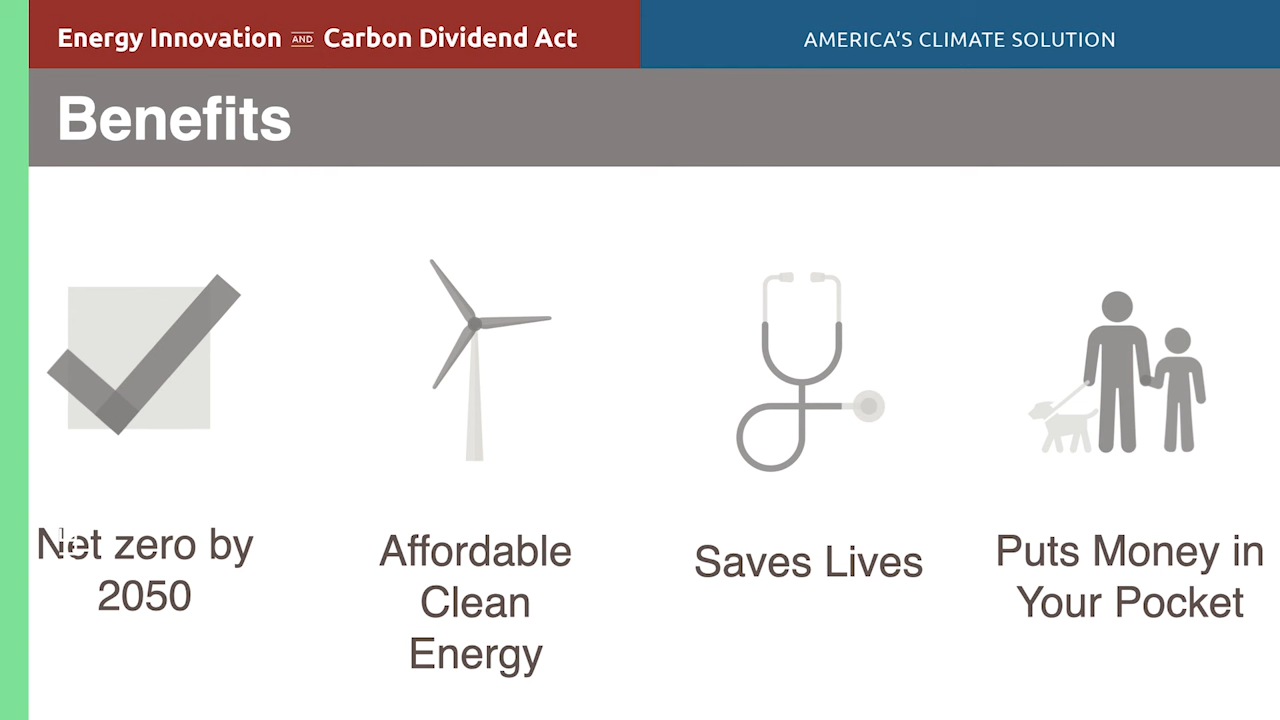 Energy Innovation AND Carbon Dividend Act
AMERICA'S CLIMATE SOLUTION
Benefits
Net zero by
2050
Affordable
Clean
Energy
Saves Lives
Puts Money in
Your Pocket